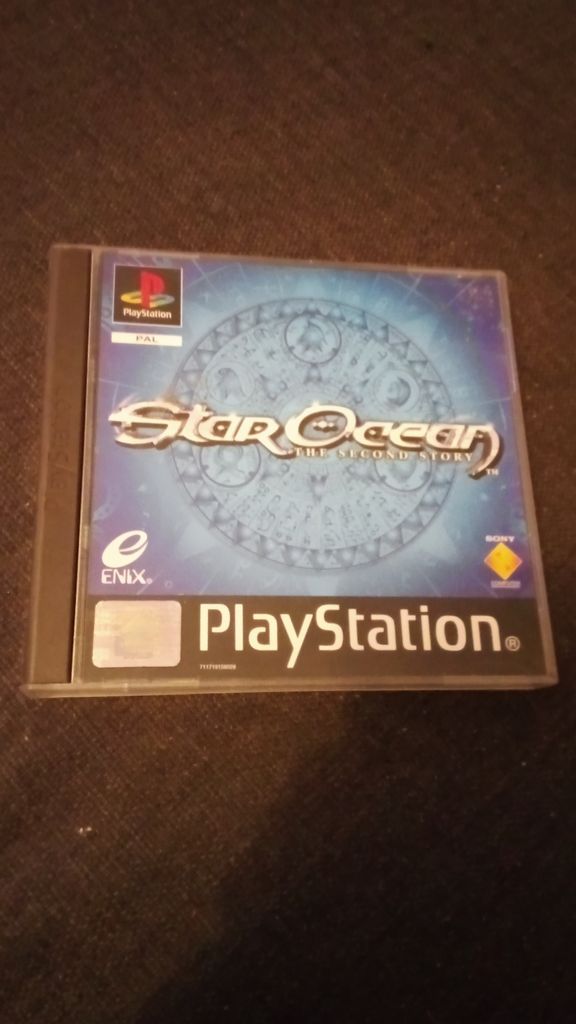 PlayStation
PAL
Star Ocean
THE SECOND STORY
TM
ENIX®
SONY
PlayStation®